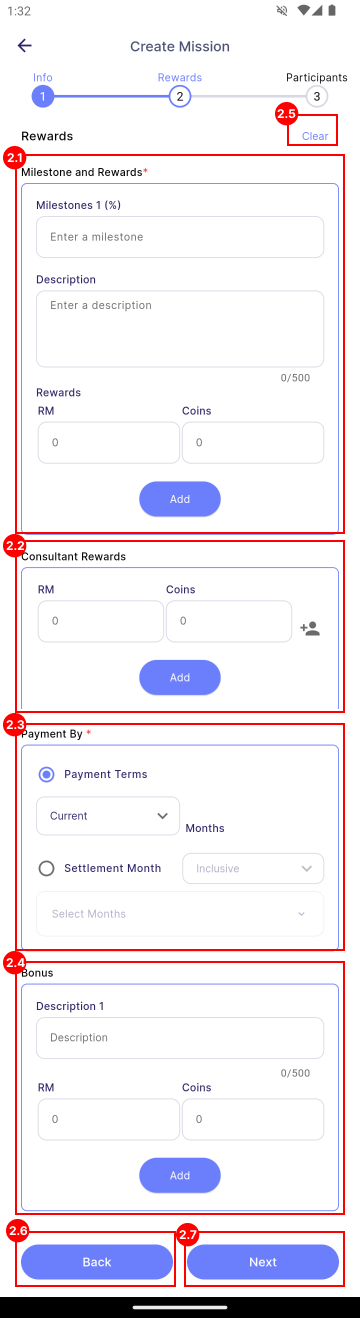 1:32
Create Mission
Info Rewards Participants
1 2 3
2.5
Rewards Clear
2.1
Milestone and Rewards*
Milestones 1 (%)
Enter a milestone
Description
Enter a description
0/500
Rewards
RM Coins
0 0
Add
2.2
Consultant Rewards
RM Coins
0 0
Add
2.3
Payment By *
Payment Terms
Current
Months
Settlement Month Inclusive
Select Months
2.4
Bonus
Description 1
Description
0/500
RM Coins
0 0
Add
2.6 2.7
Back Next